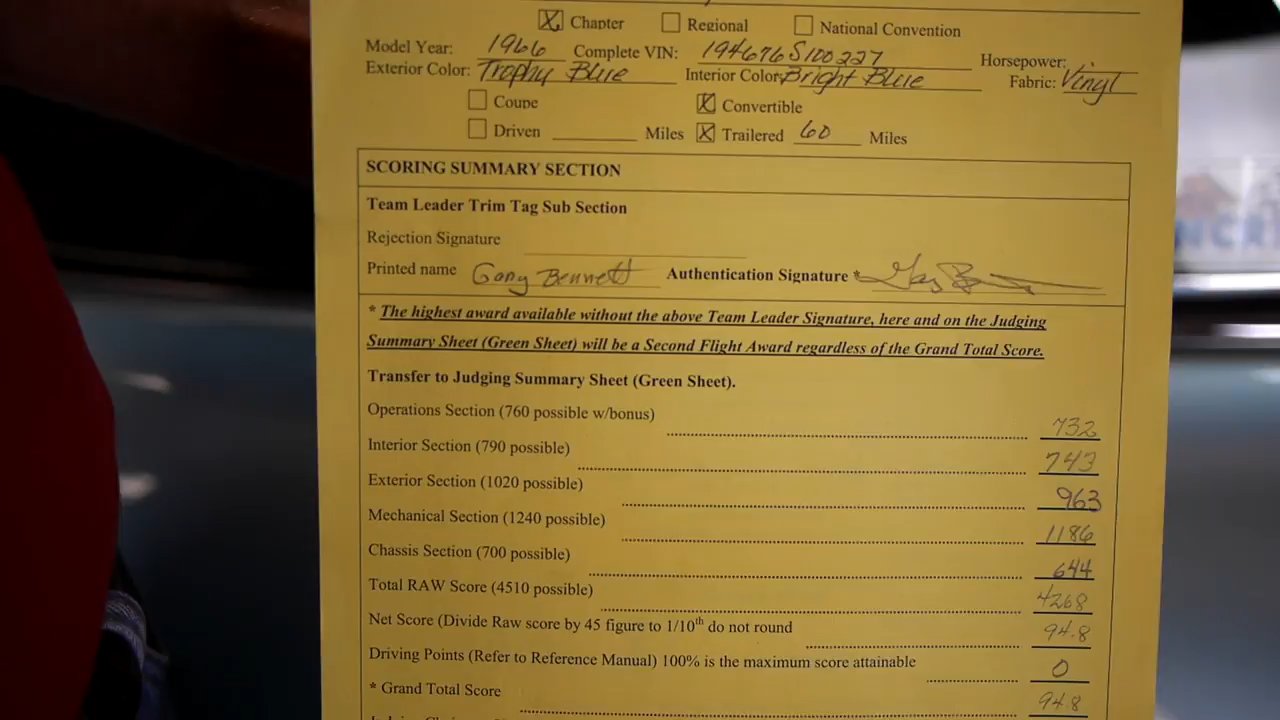 X Chapter Regional National Convention
Model Year: 1966 Complete VIN: 194676S100227 Horsepower:
Exterior Color: Trophy Blue Interior Color: Bright Blue Fabric: Vinyl
Coupe X Convertible
Driven Miles X Trailered 60 Miles
SCORING SUMMARY SECTION
Team Leader Trim Tag Sub Section
Rejection Signature
Printed name Gary Bennett Authentication Signature *
* The highest award available without the above Team Leader Signature, here and on the Judging
Summary Sheet (Green Sheet) will be a Second Flight Award regardless of the Grand Total Score.
Transfer to Judging Summary Sheet (Green Sheet).
Operations Section (760 possible w/bonus) 732
Interior Section (790 possible) 743
Exterior Section (1020 possible) 963
Mechanical Section (1240 possible) 1186
Chassis Section (700 possible) 644
Total RAW Score (4510 possible) 4268
Net Score (Divide Raw score by 45 figure to 1/10th do not round 94.8
Driving Points (Refer to Reference Manual) 100% is the maximum score attainable 0
* Grand Total Score 94.8